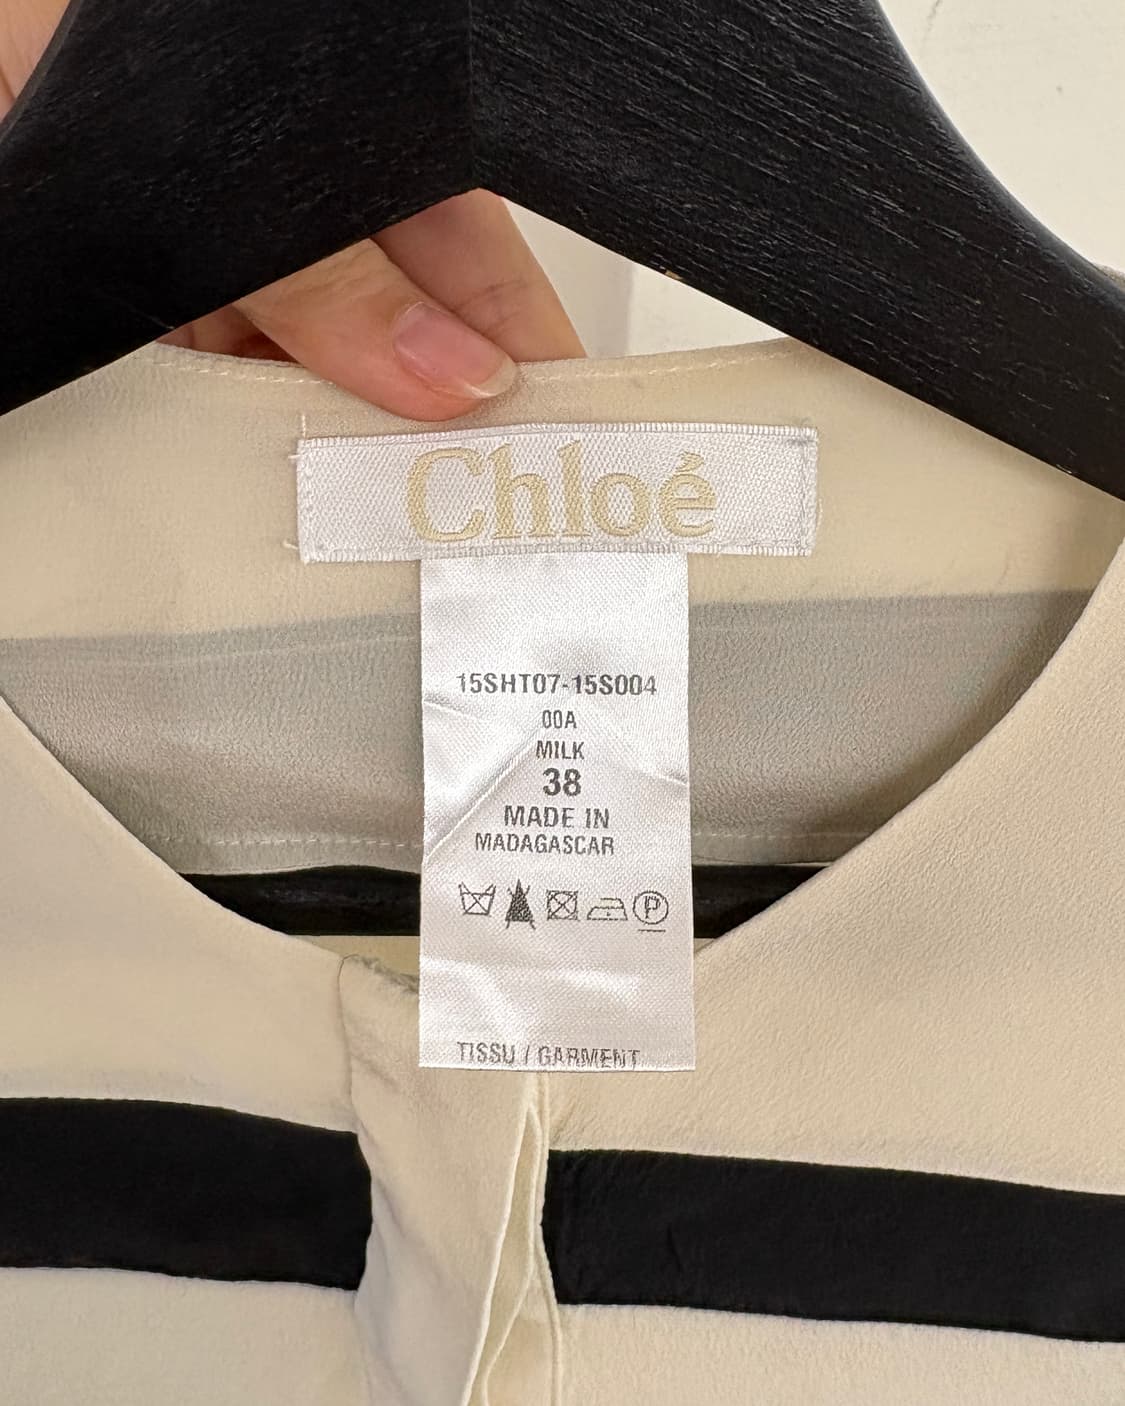 Chloé
15SHT07-15S004
00A
MILK
38
MADE IN
MADAGASCAR
P
TISSU / GARMENT